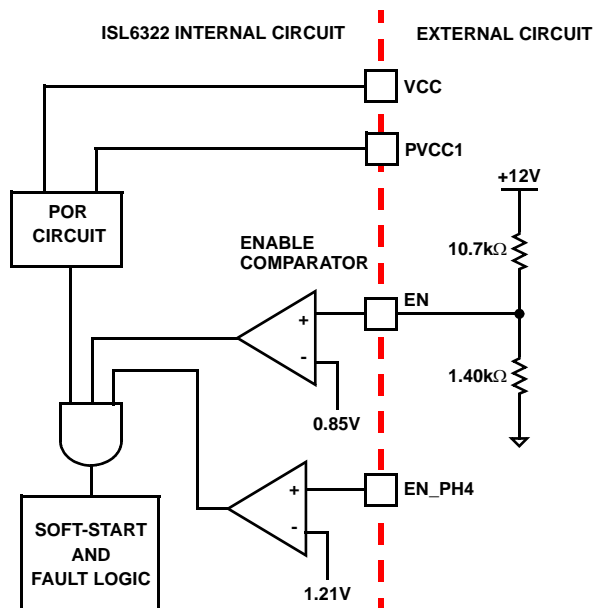 ISL6322 INTERNAL CIRCUIT
EXTERNAL CIRCUIT
VCC
PVCC1
+12V
POR
CIRCUIT
ENABLE
COMPARATOR
10.7kΩ
EN
+
-
1.40kΩ
0.85V
EN_PH4
+
-
SOFT-START
AND
FAULT LOGIC
1.21V